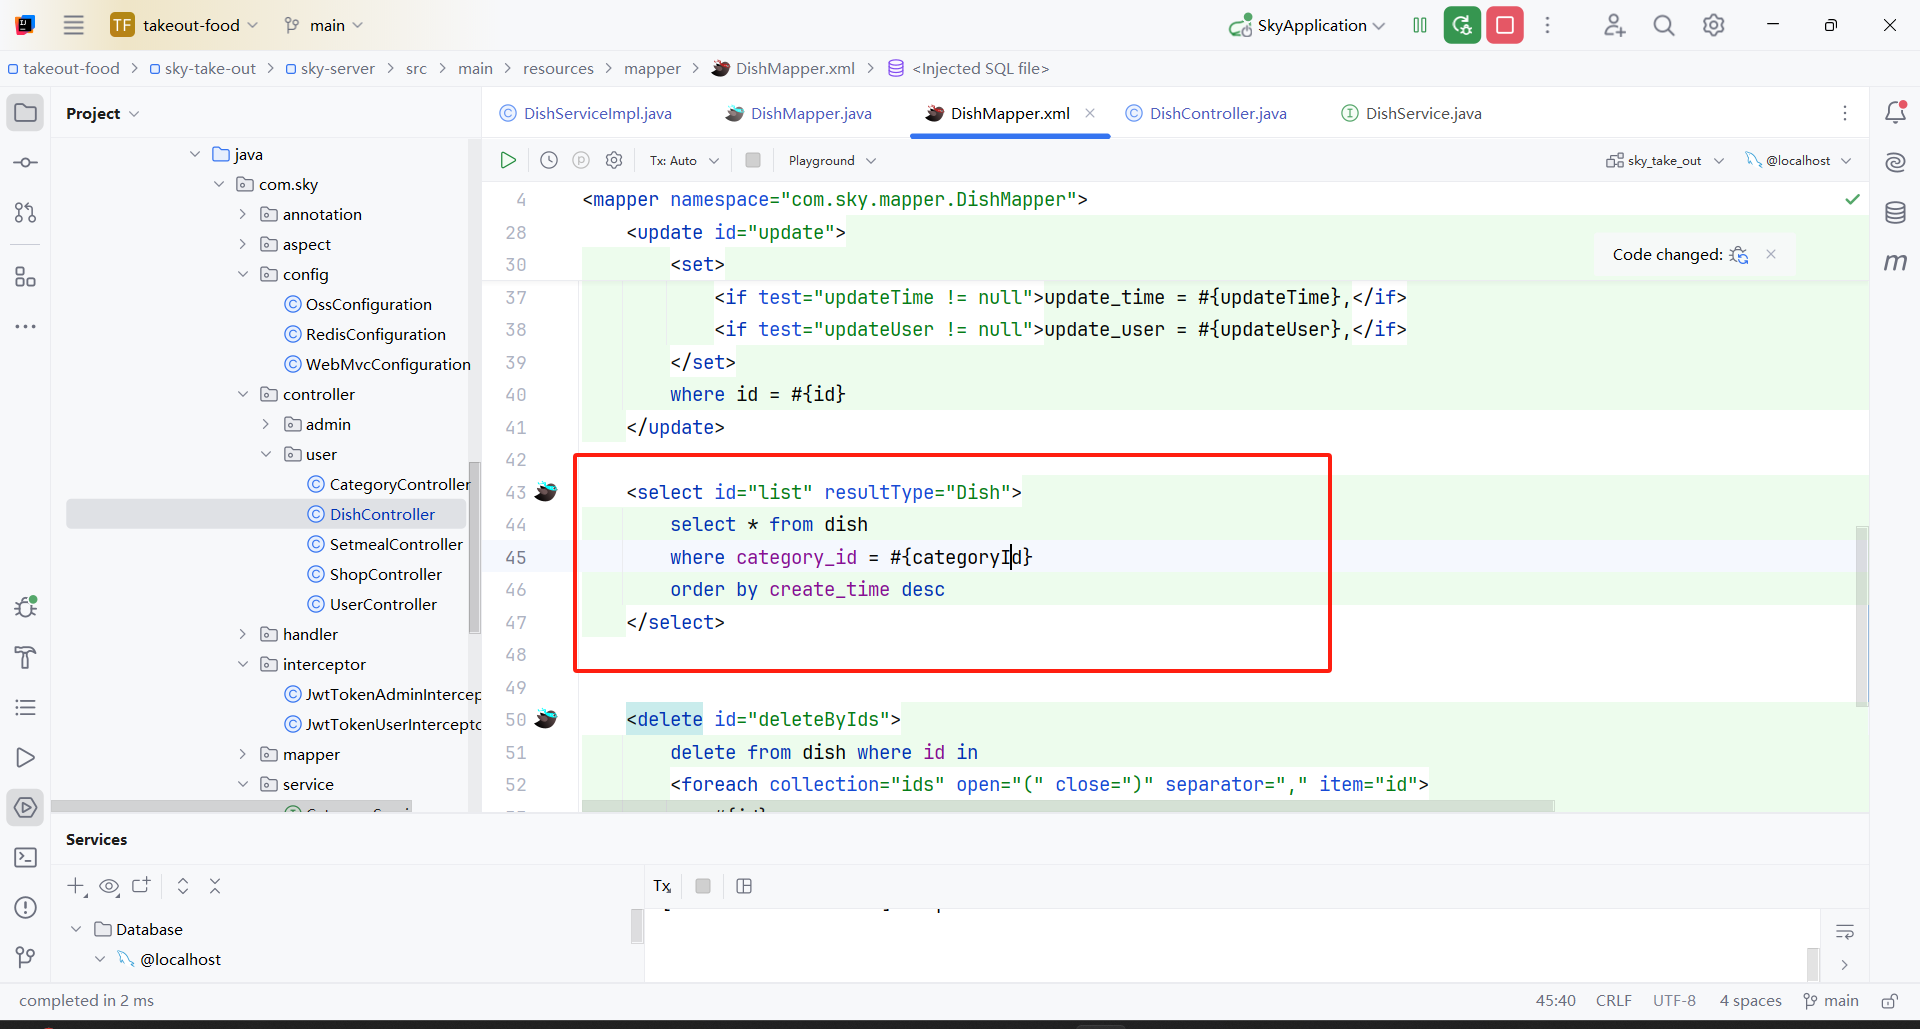 TF takeout-food main SkyApplication
takeout-food sky-take-out sky-server src main resources mapper DishMapper.xml <Injected SQL file>
Project
DishServiceImpl.java DishMapper.java DishMapper.xml DishController.java DishService.java
Tx: Auto Playground sky_take_out @localhost
java
com.sky
annotation
aspect
config
OssConfiguration
RedisConfiguration
WebMvcConfiguration
controller
admin
user
CategoryController
DishController
SetmealController
ShopController
UserController
handler
interceptor
JwtTokenAdminIntercep
JwtTokenUserIntercepto
mapper
service
4 <mapper namespace="com.sky.mapper.DishMapper">
28 <update id="update">
30 <set>
Code changed:
37 <if test="updateTime != null">update_time = #{updateTime},</if>
38 <if test="updateUser != null">update_user = #{updateUser},</if>
39 </set>
40 where id = #{id}
41 </update>
42
43 <select id="list" resultType="Dish">
44 select * from dish
45 where category_id = #{categoryId}
46 order by create_time desc
47 </select>
48
49
50 <delete id="deleteByIds">
51 delete from dish where id in
52 <foreach collection="ids" open="(" close=")" separator="," item="id">
m
Services
Tx
Database
@localhost
completed in 2 ms 45:40 CRLF UTF-8 4 spaces main